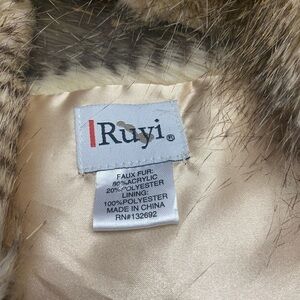 Ruyi®
FAUX FUR:
80%ACRYLIC
20%POLYESTER
LINING:
100%POLYESTER
MADE IN CHINA
RN#132692